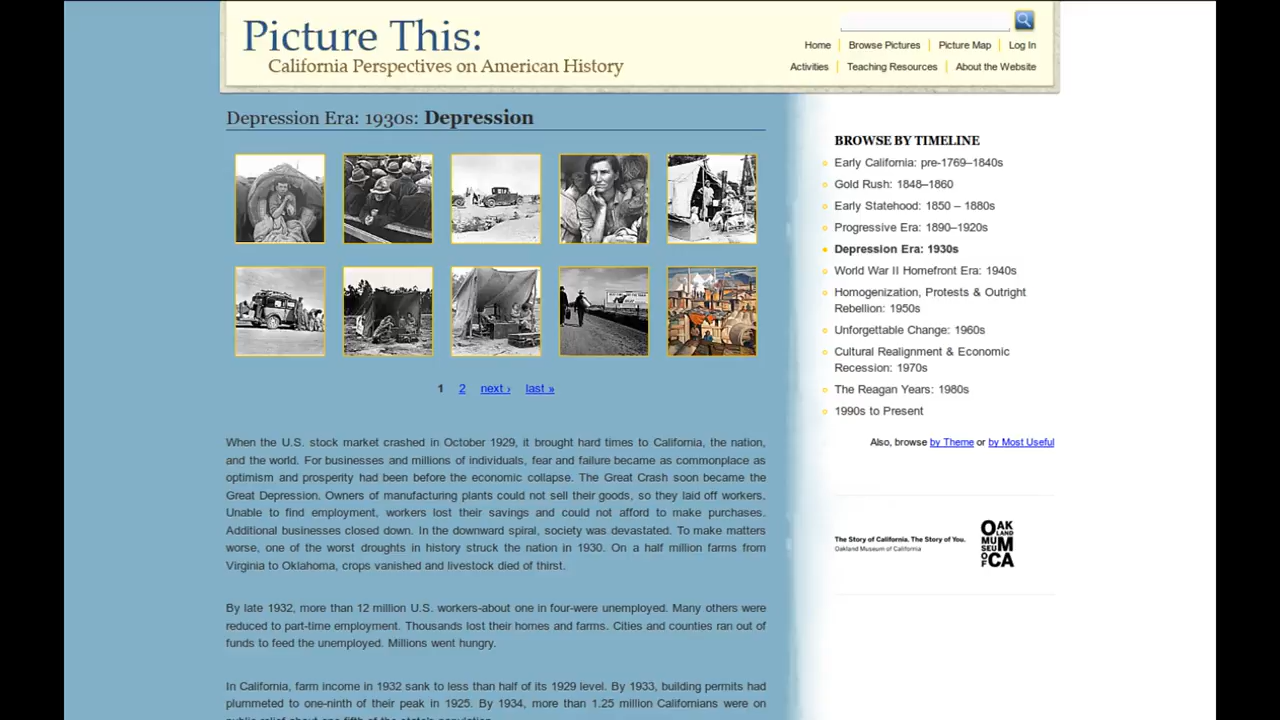 Picture This:
California Perspectives on American History
Home
Browse Pictures
Picture Map
Log In
Activities
Teaching Resources
About the Website
Depression Era: 1930s: Depression
1 2 next › last »
When the U.S. stock market crashed in October 1929, it brought hard times to California, the nation,
and the world. For businesses and millions of individuals, fear and failure became as commonplace as
optimism and prosperity had been before the economic collapse. The Great Crash soon became the
Great Depression. Owners of manufacturing plants could not sell their goods, so they laid off workers.
Unable to find employment, workers lost their savings and could not afford to make purchases.
Additional businesses closed down. In the downward spiral, society was devastated. To make matters
worse, one of the worst droughts in history struck the nation in 1930. On a half million farms from
Virginia to Oklahoma, crops vanished and livestock died of thirst.
By late 1932, more than 12 million U.S. workers-about one in four-were unemployed. Many others were
reduced to part-time employment. Thousands lost their homes and farms. Cities and counties ran out of
funds to feed the unemployed. Millions went hungry.
In California, farm income in 1932 sank to less than half of its 1929 level. By 1933, building permits had
plummeted to one-ninth of their peak in 1925. By 1934, more than 1.25 million Californians were on
public relief about one fifth of the state's population.
BROWSE BY TIMELINE
Early California: pre-1769–1840s
Gold Rush: 1848–1860
Early Statehood: 1850 – 1880s
Progressive Era: 1890–1920s
Depression Era: 1930s
World War II Homefront Era: 1940s
Homogenization, Protests & Outright
Rebellion: 1950s
Unforgettable Change: 1960s
Cultural Realignment & Economic
Recession: 1970s
The Reagan Years: 1980s
1990s to Present
Also, browse by Theme or by Most Useful
The Story of California. The Story of You.
Oakland Museum of California
OAK
LAND
MU
SEU
M
OF
CA